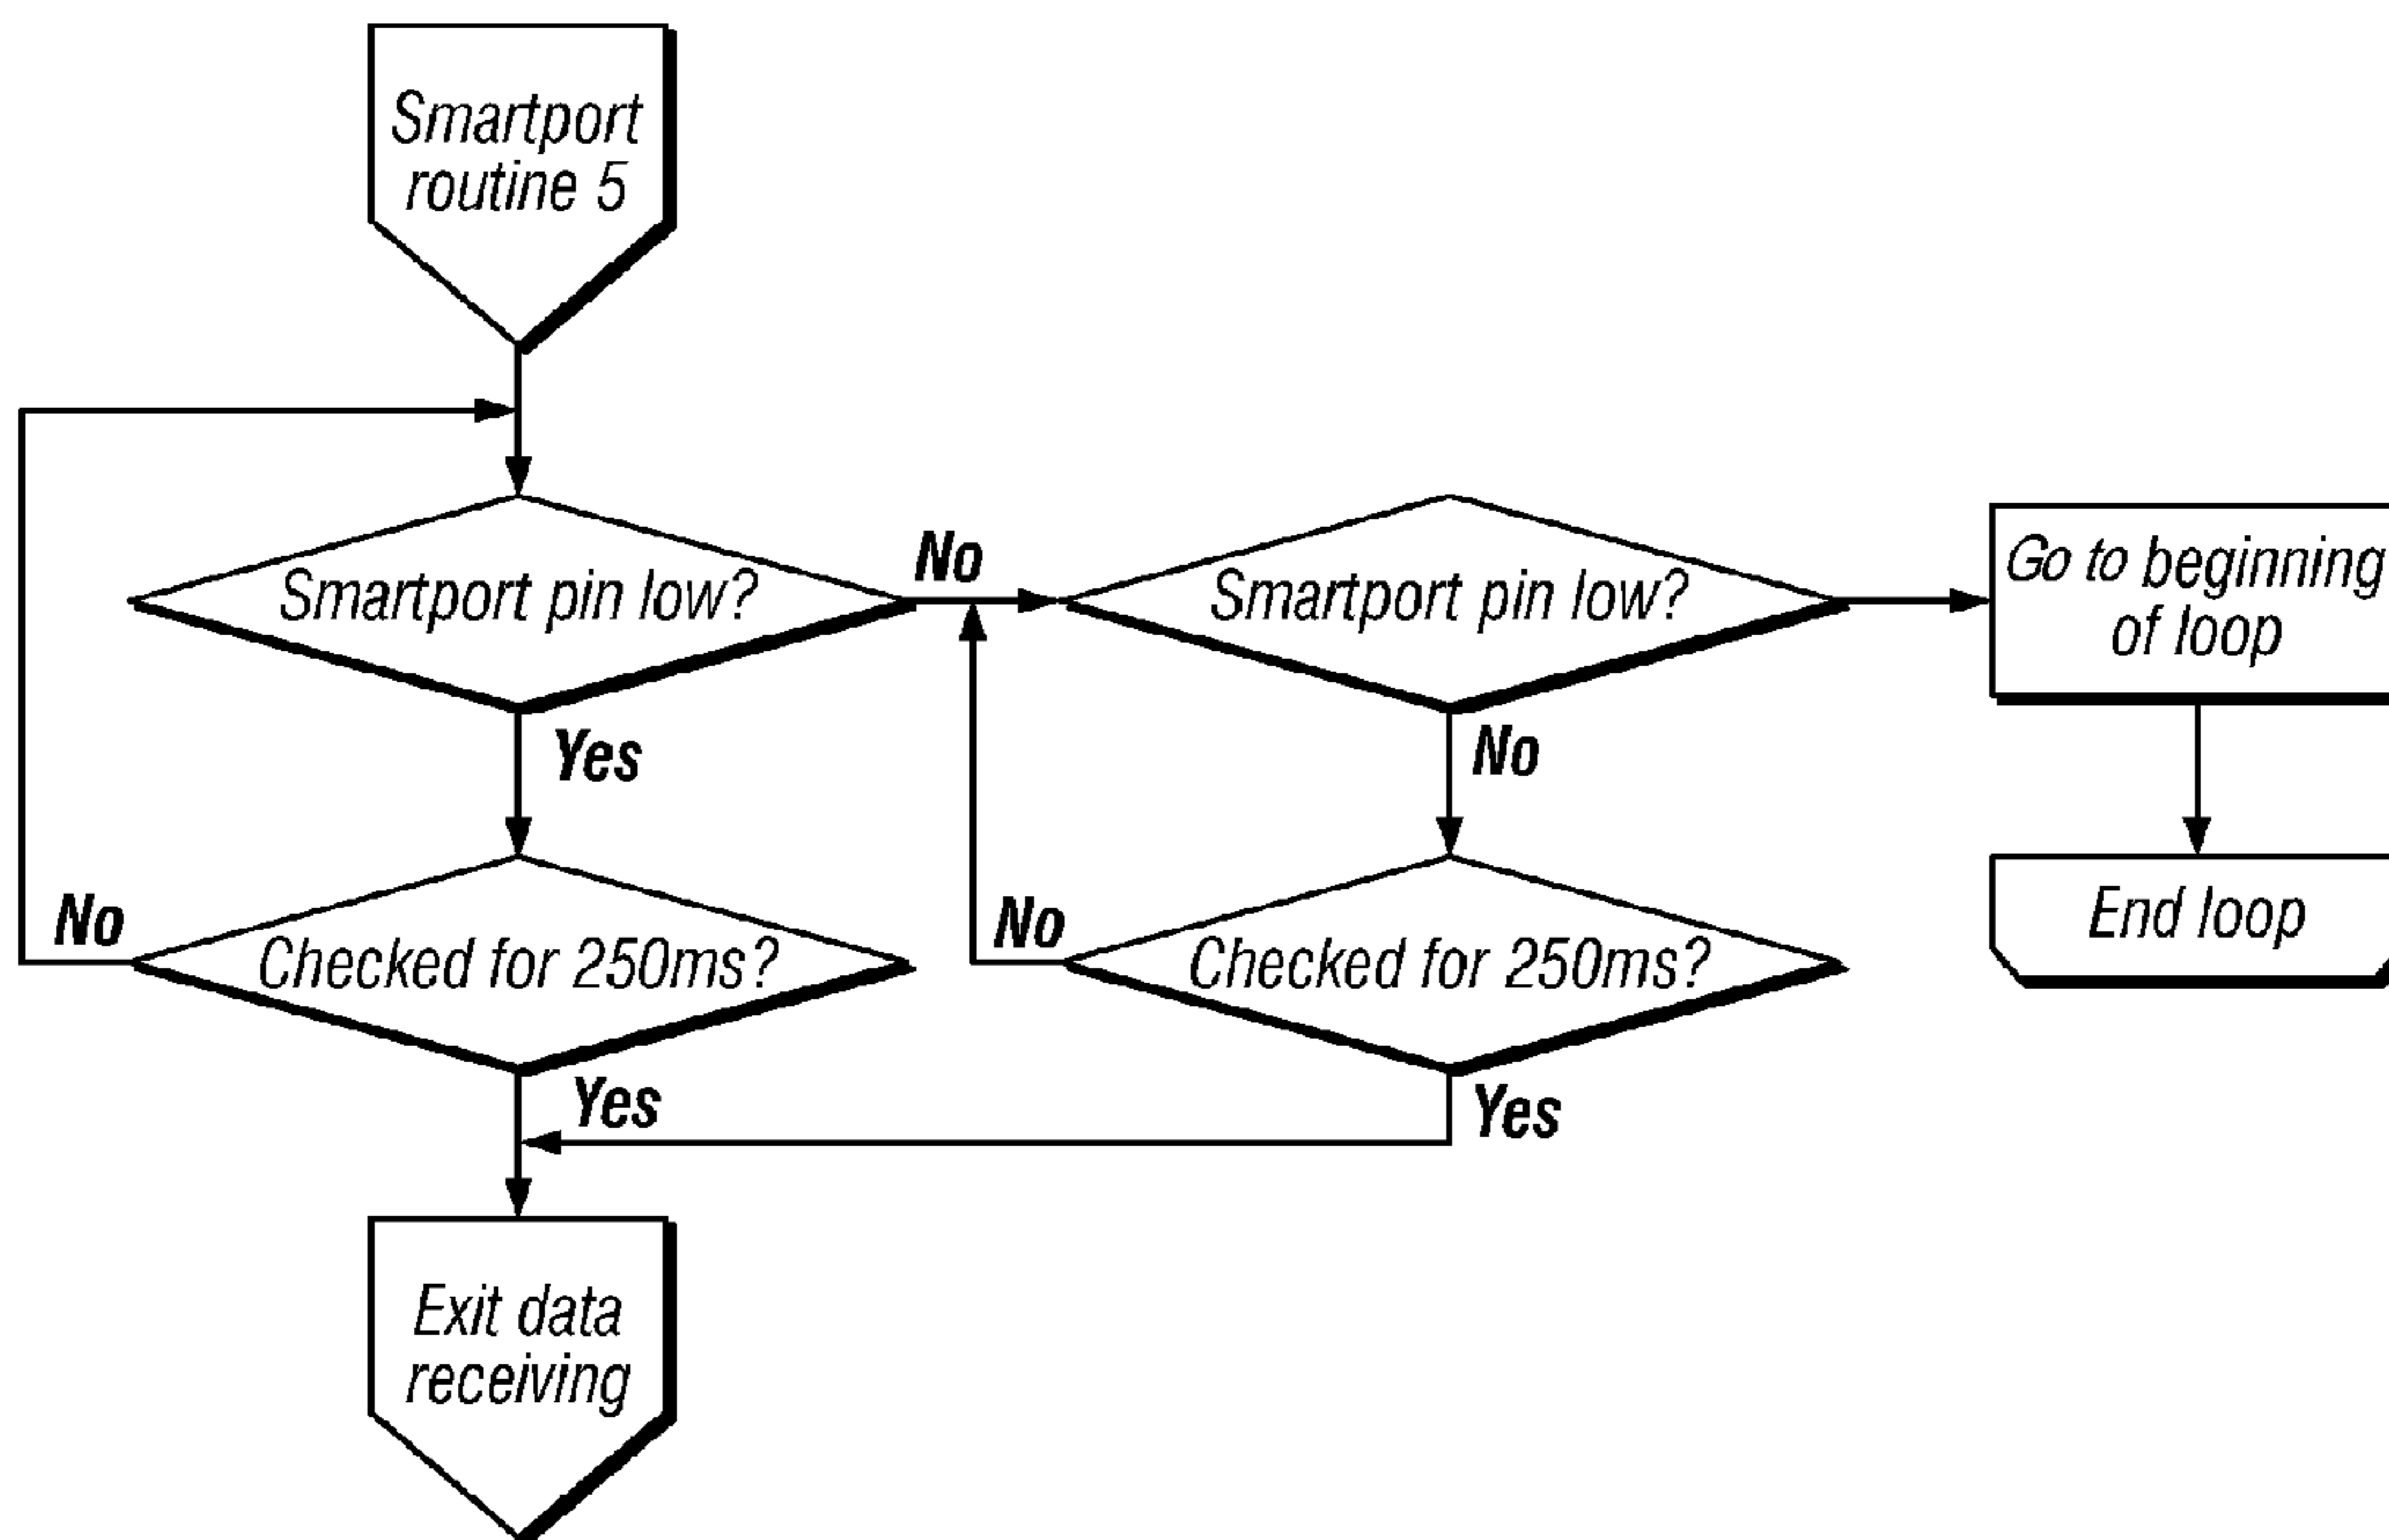 Smartport
routine 5
No
Smartport pin low?
Smartport pin low?
Go to beginning
of loop
Yes
No
No
Checked for 250ms?
No
Checked for 250ms?
End loop
Yes
Yes
Exit data
receiving